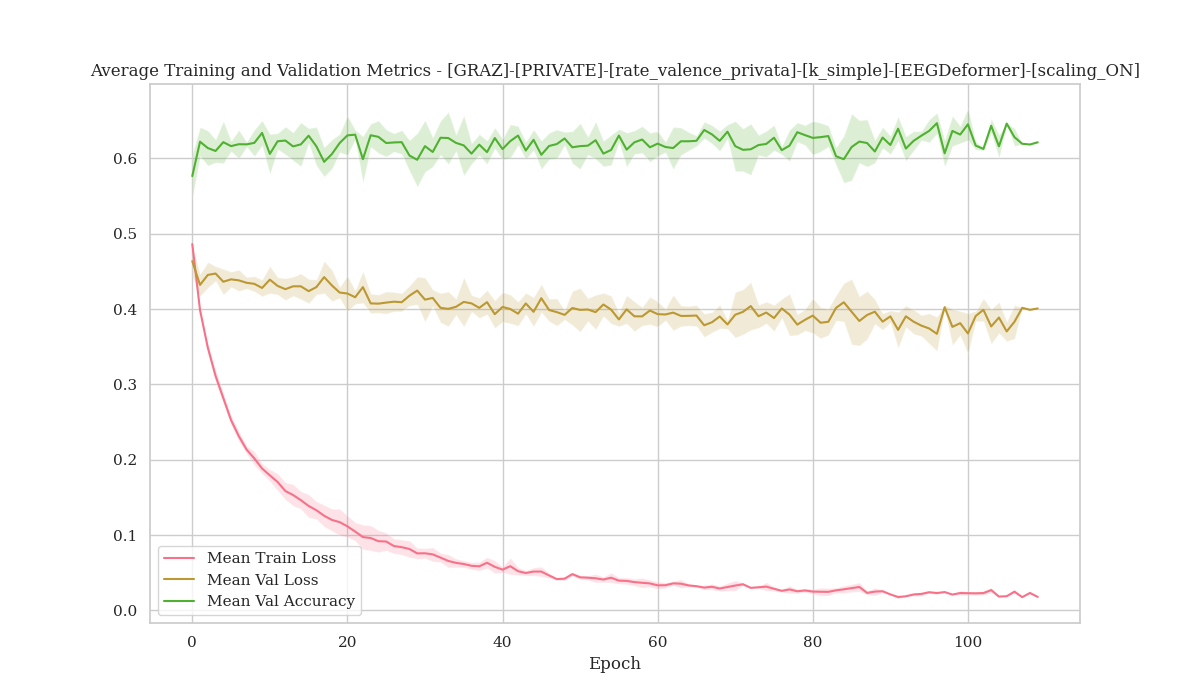 Average Training and Validation Metrics - [GRAZ]-[PRIVATE]-[rate_valence_privata]-[k_simple]-[EEGDeformer]-[scaling_ON]
0.6
0.5
0.4
0.3
0.2
0.1
0.0
Mean Train Loss
Mean Val Loss
Mean Val Accuracy
0 20 40 60 80 100
Epoch